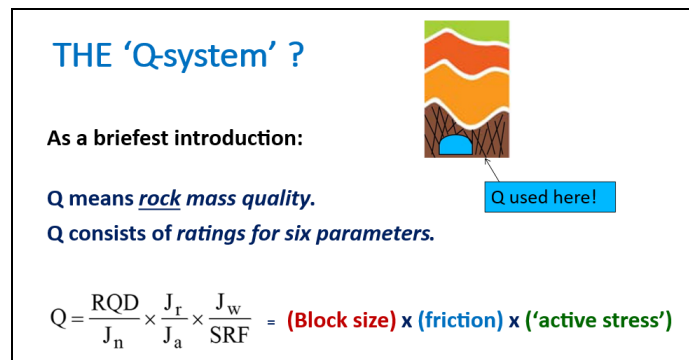 THE ‘Q-system’ ?
As a briefest introduction:
Q used here!
Q means rock mass quality.
Q consists of ratings for six parameters.
Q = RQD/Jn × Jr/Ja × Jw/SRF = (Block size) x (friction) x (‘active stress’)